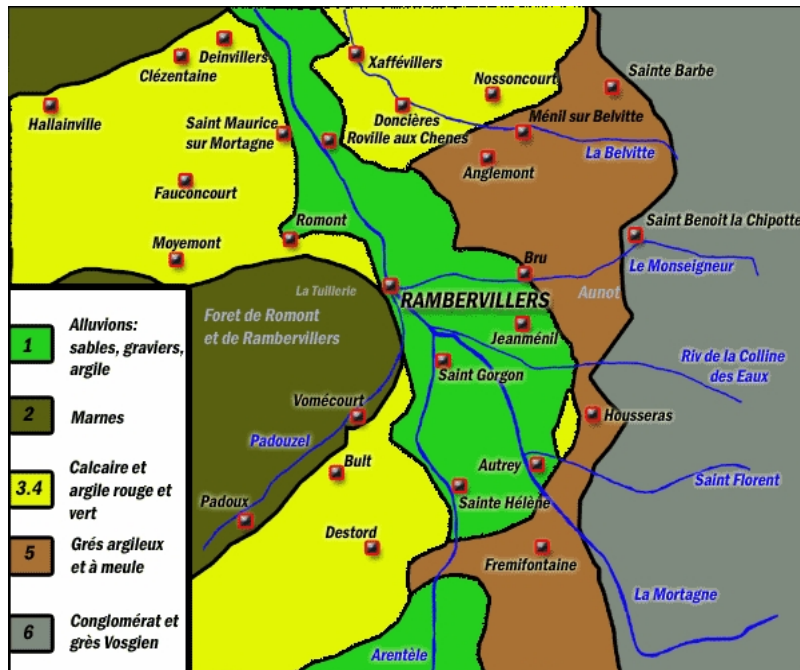 Deinvillers
Clézentaine
Xaffévillers
Nossoncourt
Sainte Barbe
Hallainville
Saint Maurice
sur Mortagne
Doncières
Roville aux Chenes
Ménil sur Belvitte
La Belvitte
Anglemont
Fauconcourt
Romont
Saint Benoit la Chipotte
Moyemont
Bru
Le Monseigneur
La Tuillerie
RAMBERVILLERS
Aunot
Foret de Romont
et de Rambervillers
Jeanménil
Saint Gorgon
Riv de la Colline
des Eaux
Vomécourt
Housseras
Padouzel
Bult
Autrey
Saint Florent
Padoux
Sainte Hélène
Destord
Fremifontaine
La Mortagne
Arentèle
1
Alluvions:
sables, graviers,
argile
2
Marnes
3.4
Calcaire et
argile rouge et
vert
5
Grés argileux
et à meule
6
Conglomérat et
grès Vosgien